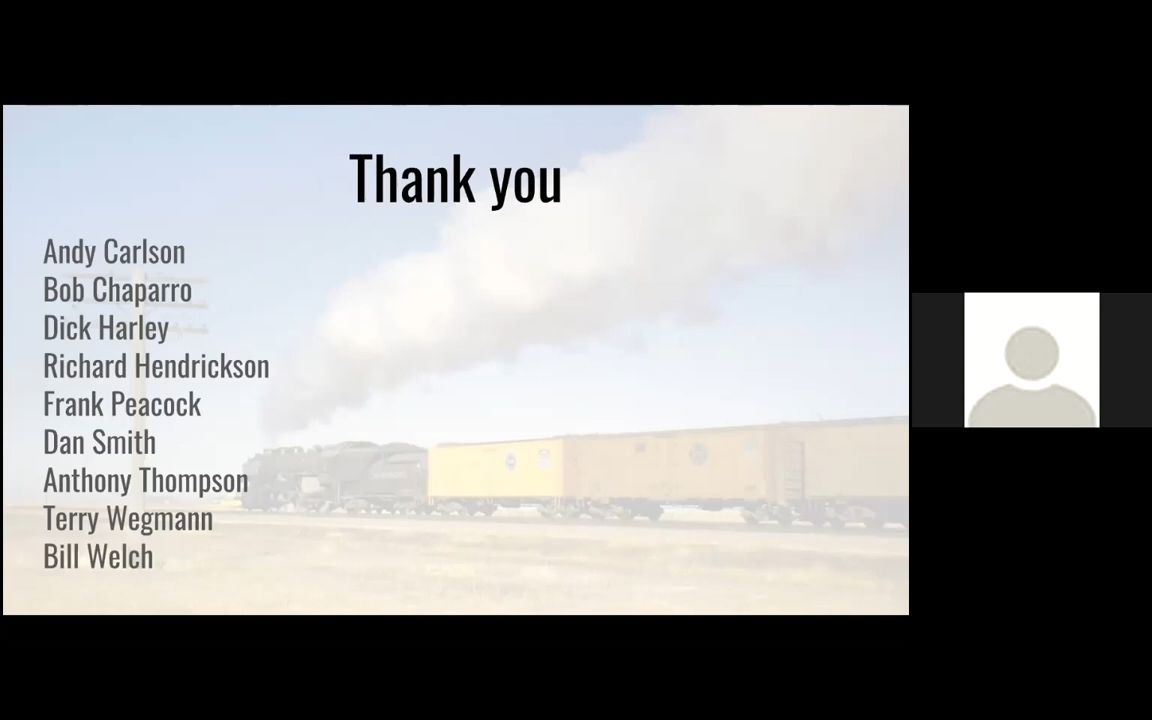 Thank you
Andy Carlson
Bob Chaparro
Dick Harley
Richard Hendrickson
Frank Peacock
Dan Smith
Anthony Thompson
Terry Wegmann
Bill Welch